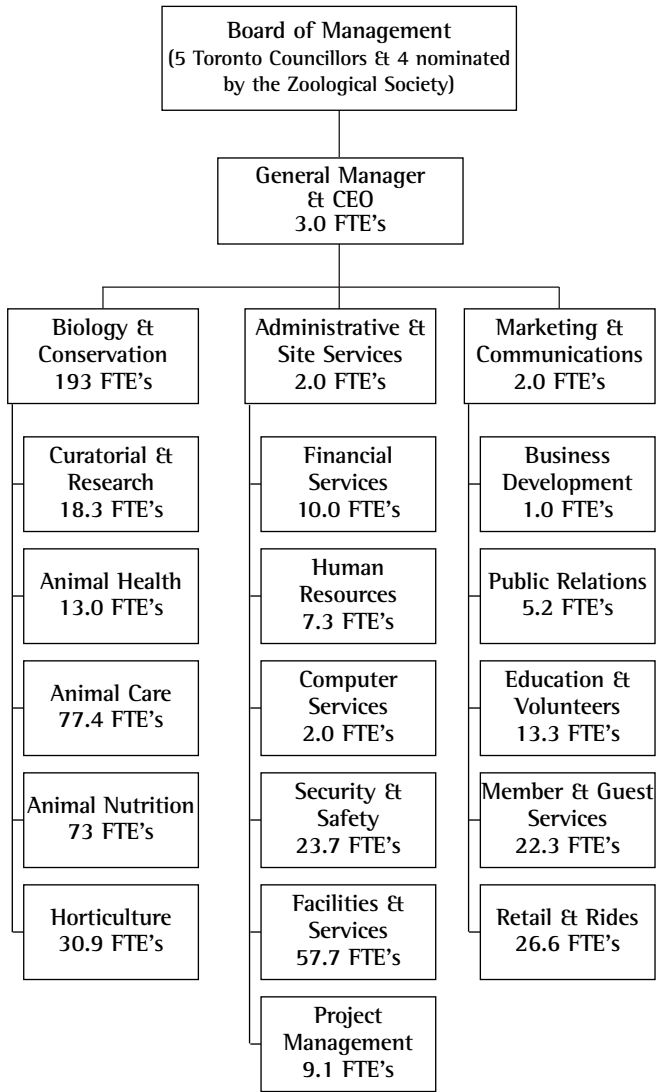 Board of Management
(5 Toronto Councillors & 4 nominated
by the Zoological Society)
General Manager
& CEO
3.0 FTE's
Biology &
Conservation
193 FTE's
Curatorial &
Research
18.3 FTE's
Animal Health
13.0 FTE's
Animal Care
77.4 FTE's
Animal Nutrition
73 FTE's
Horticulture
30.9 FTE's
Administrative &
Site Services
2.0 FTE's
Financial
Services
10.0 FTE's
Human
Resources
7.3 FTE's
Computer
Services
2.0 FTE's
Security &
Safety
23.7 FTE's
Facilities &
Services
57.7 FTE's
Project
Management
9.1 FTE's
Marketing &
Communications
2.0 FTE's
Business
Development
1.0 FTE's
Public Relations
5.2 FTE's
Education &
Volunteers
13.3 FTE's
Member & Guest
Services
22.3 FTE's
Retail & Rides
26.6 FTE's